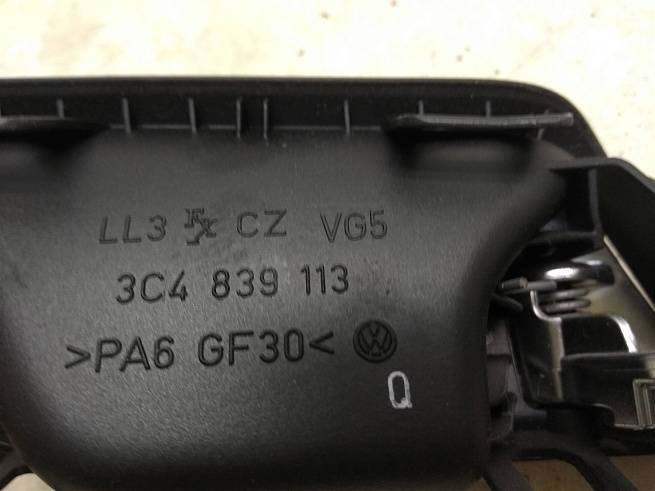 LL3 CZ VG5
3C4 839 113
>PA6 GF30<
Q